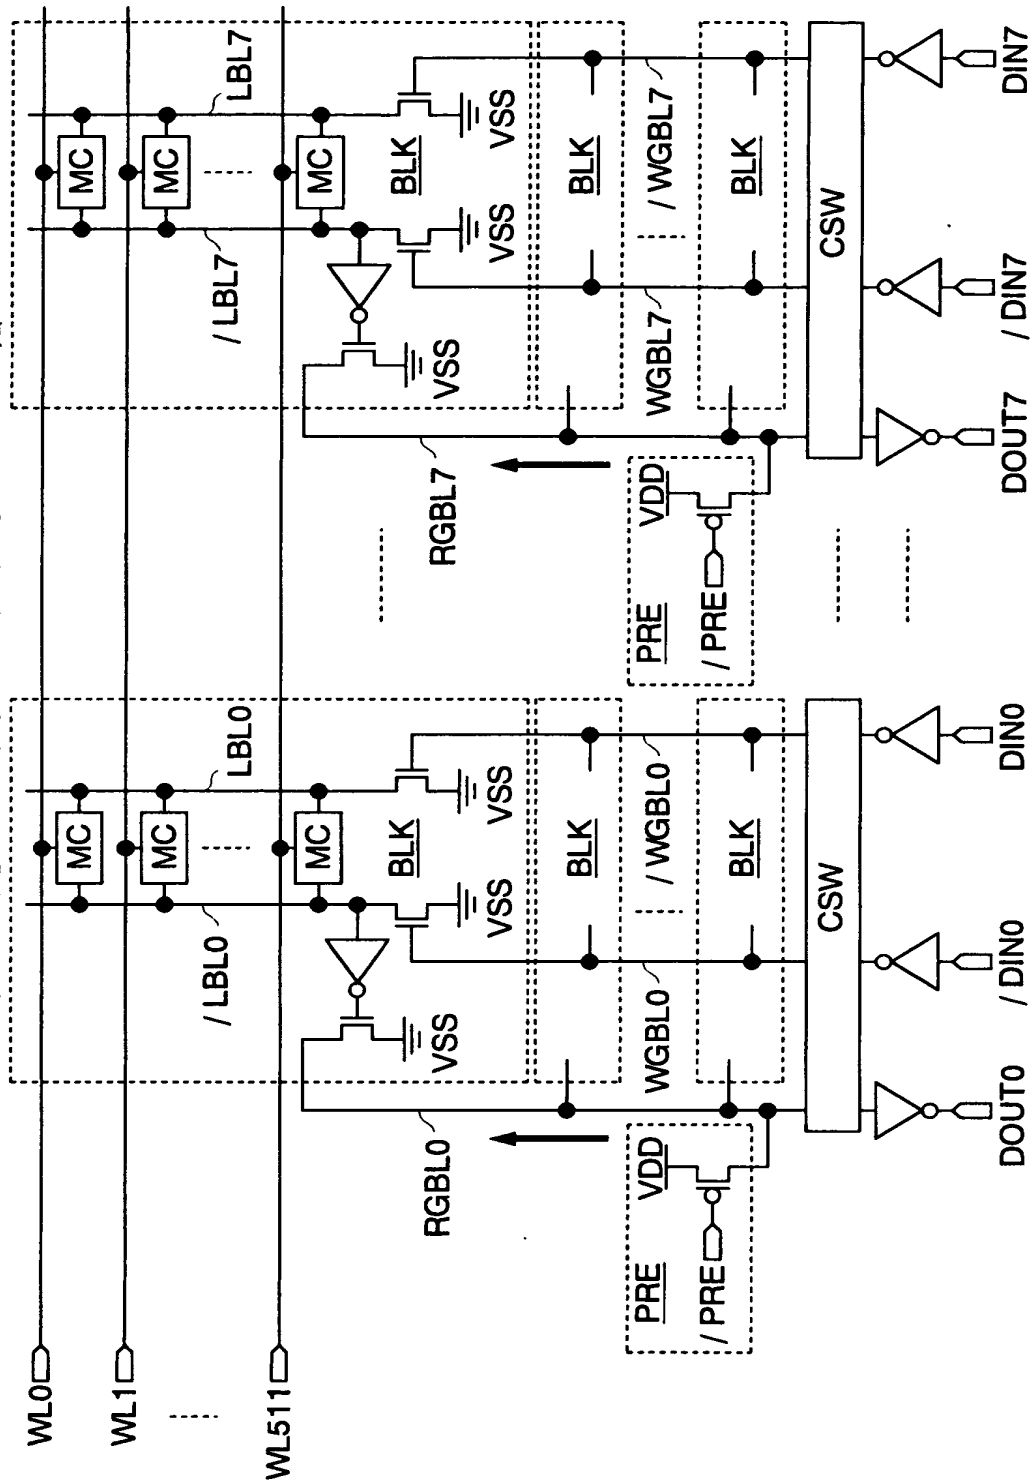 WL0
MC
MC
WL1
MC
MC
/LBL0
LBL0
/LBL7
LBL7
WL511
MC
MC
BLK
BLK
RGBL0
VSS
VSS
VSS
RGBL7
VSS
VSS
VSS
BLK
BLK
PRE
VDD
WGBL0
/WGBL0
PRE
VDD
WGBL7
/WGBL7
/PRE
BLK
/PRE
BLK
CSW
CSW
DOUT0
/DIN0
DIN0
DOUT7
/DIN7
DIN7